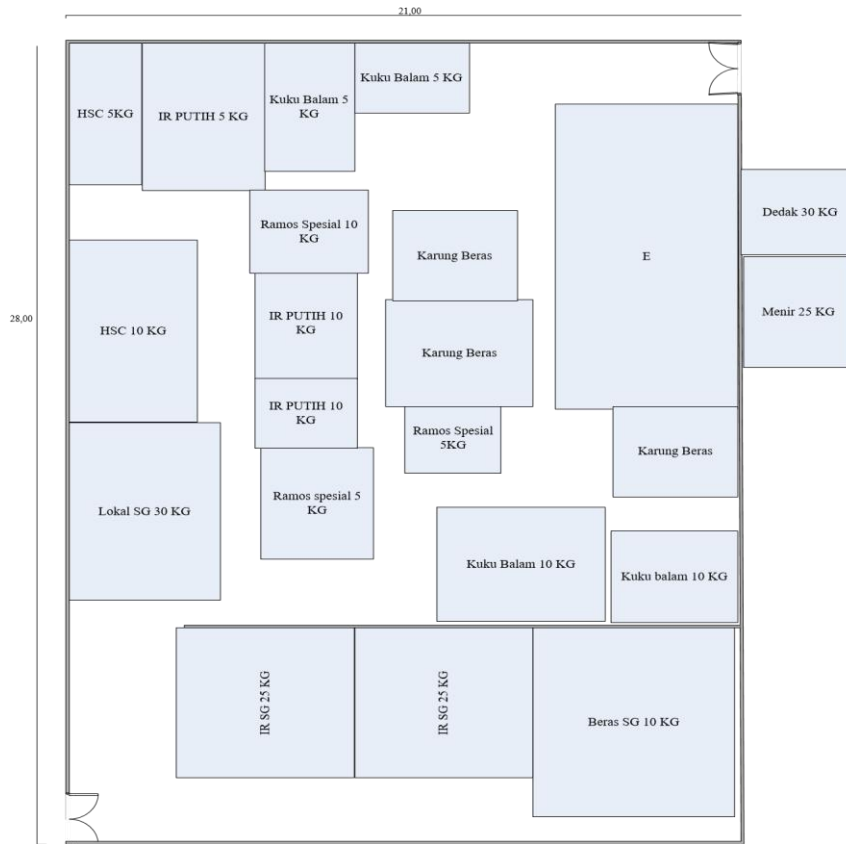 21,00
28,00
HSC 5KG
IR PUTIH 5 KG
Kuku Balam 5
KG
Kuku Balam 5 KG
Dedak 30 KG
Ramos Spesial 10
KG
Karung Beras
E
Menir 25 KG
HSC 10 KG
IR PUTIH 10
KG
Karung Beras
IR PUTIH 10
KG
Ramos Spesial
5KG
Karung Beras
Lokal SG 30 KG
Ramos spesial 5
KG
Kuku Balam 10 KG
Kuku balam 10 KG
IR SG 25 KG
IR SG 25 KG
Beras SG 10 KG